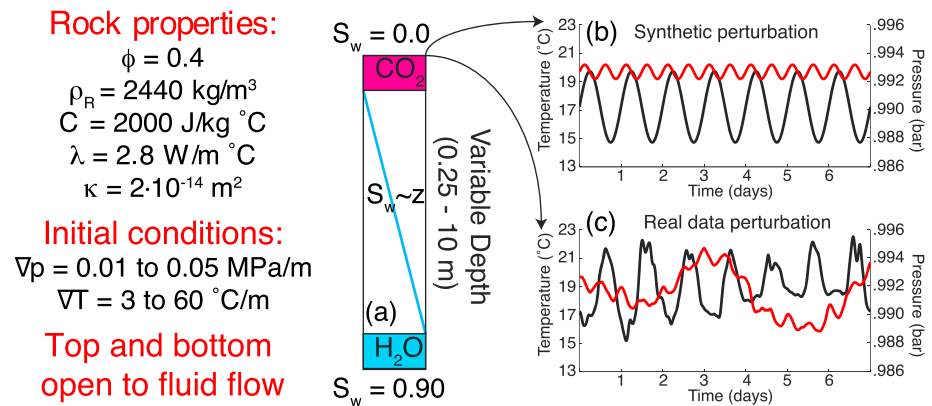 Rock properties:
ϕ = 0.4
ρR = 2440 kg/m³
C = 2000 J/kg °C
λ = 2.8 W/m °C
κ = 2·10⁻¹⁴ m²
Initial conditions:
∇p = 0.01 to 0.05 MPa/m
∇T = 3 to 60 °C/m
Top and bottom
open to fluid flow
Sw = 0.0
CO₂
Sw~z
(a)
H₂O
Sw = 0.90
Variable Depth
(0.25 - 10 m)
(b)
Synthetic perturbation
Temperature (°C)
23
21
19
17
15
13
.996
.994
.992
.990
.988
.986
Pressure (bar)
1 2 3 4 5 6
Time (days)
(c)
Real data perturbation
Temperature (°C)
23
21
19
17
15
13
.996
.994
.992
.990
.988
.986
Pressure (bar)
1 2 3 4 5 6
Time (days)